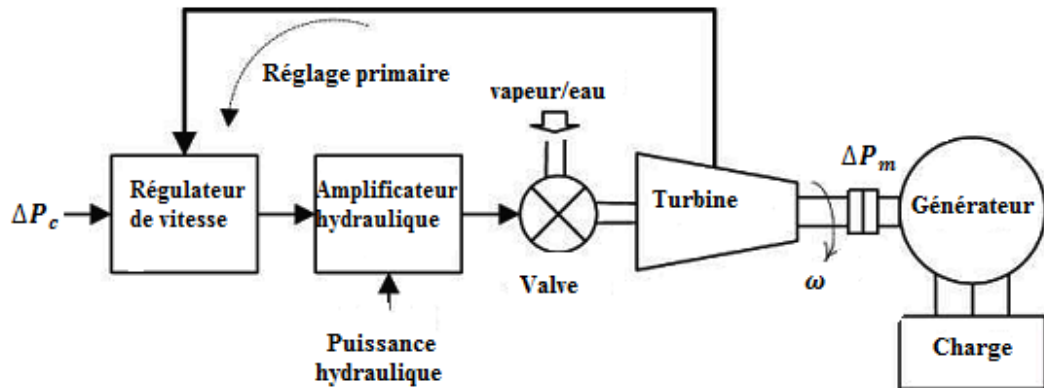 Réglage primaire
vapeur/eau
ΔPc
Régulateur
de vitesse
Amplificateur
hydraulique
Turbine
ΔPm
Générateur
Valve
ω
Puissance
hydraulique
Charge